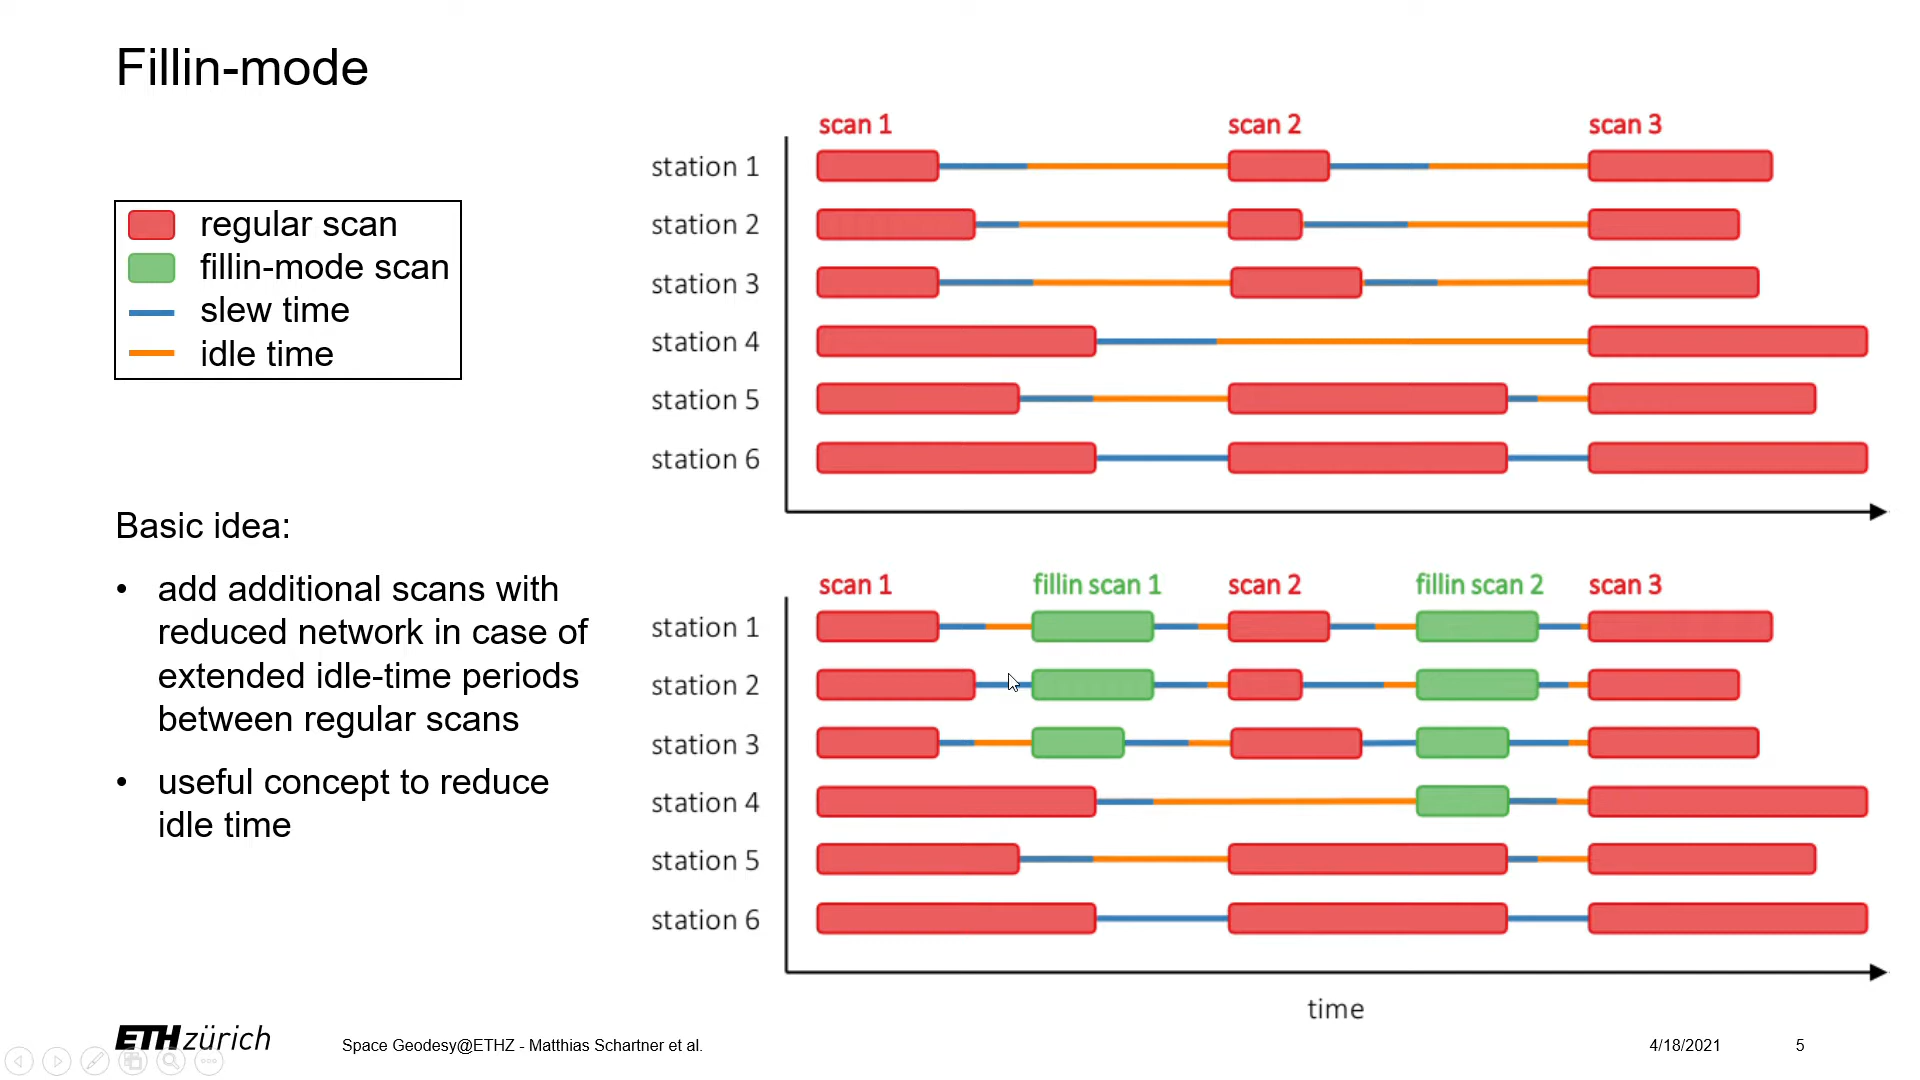 Fillin-mode
regular scan
fillin-mode scan
slew time
idle time
Basic idea:
• add additional scans with
reduced network in case of
extended idle-time periods
between regular scans
• useful concept to reduce
idle time
scan 1 scan 2 scan 3
station 1
station 2
station 3
station 4
station 5
station 6
scan 1 fillin scan 1 scan 2 fillin scan 2 scan 3
station 1
station 2
station 3
station 4
station 5
station 6
time
ETH zürich
Space Geodesy@ETHZ - Matthias Schartner et al.
4/18/2021
5